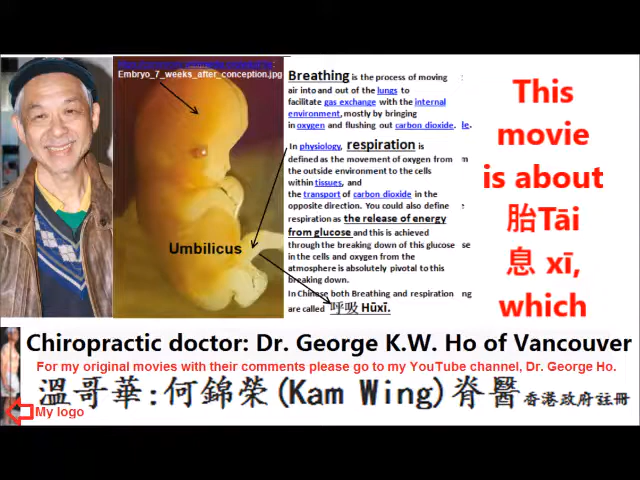 Embryo_7_weeks_after_conception.jpg
Umbilicus
Breathing is the process of moving
air into and out of the lungs to
facilitate gas exchange with the internal
environment, mostly by bringing
in oxygen and flushing out carbon dioxide.
In physiology, respiration is
defined as the movement of oxygen from
the outside environment to the cells
within tissues, and
the transport of carbon dioxide in the
opposite direction. You could also define
respiration as the release of energy
from glucose and this is achieved
through the breaking down of this glucose
in the cells and oxygen from the
atmosphere is absolutely pivotal to this
breaking down.
In Chinese both Breathing and respiration
are called 呼吸 Hūxī.
This
movie
is about
胎Tāi
息 xī,
which
Chiropractic doctor: Dr. George K.W. Ho of Vancouver
For my original movies with their comments please go to my YouTube channel, Dr. George Ho.
溫哥華:何錦榮(Kam Wing)脊醫香港政府註冊
My logo